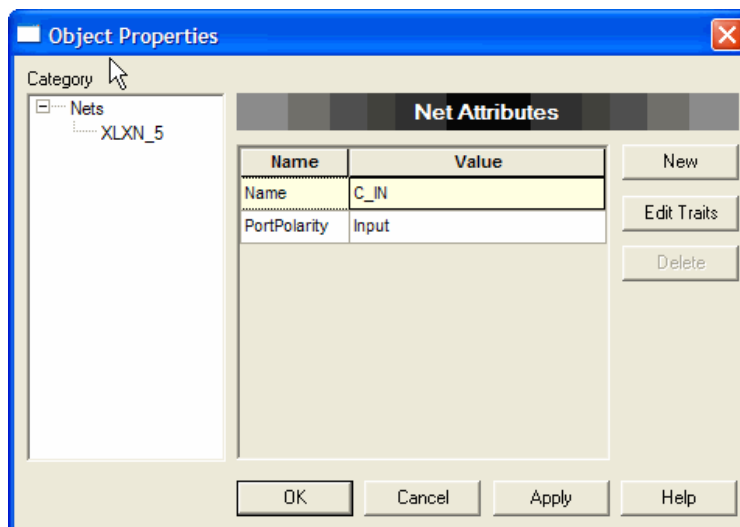 Object Properties
Category
Nets
XLXN_5
Net Attributes
Name Value
Name C_IN
PortPolarity Input
New
Edit Traits
Delete
OK Cancel Apply Help